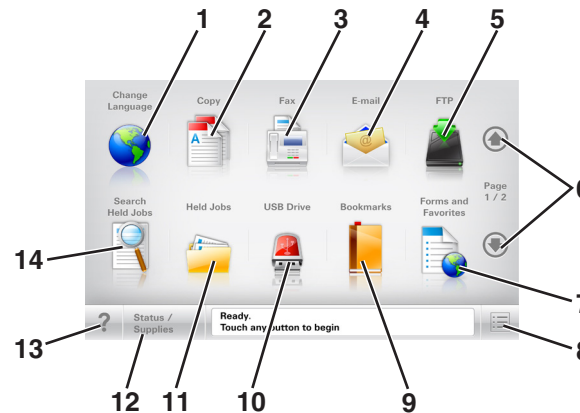 1 2 3 4 5
Change Language
Copy
Fax
E-mail
FTP
A
@
6
Page
1 / 2
Search Held Jobs
Held Jobs
USB Drive
Bookmarks
Forms and Favorites
14
7
? Status / Supplies
Ready.
Touch any button to begin
8
13 12 11 10 9